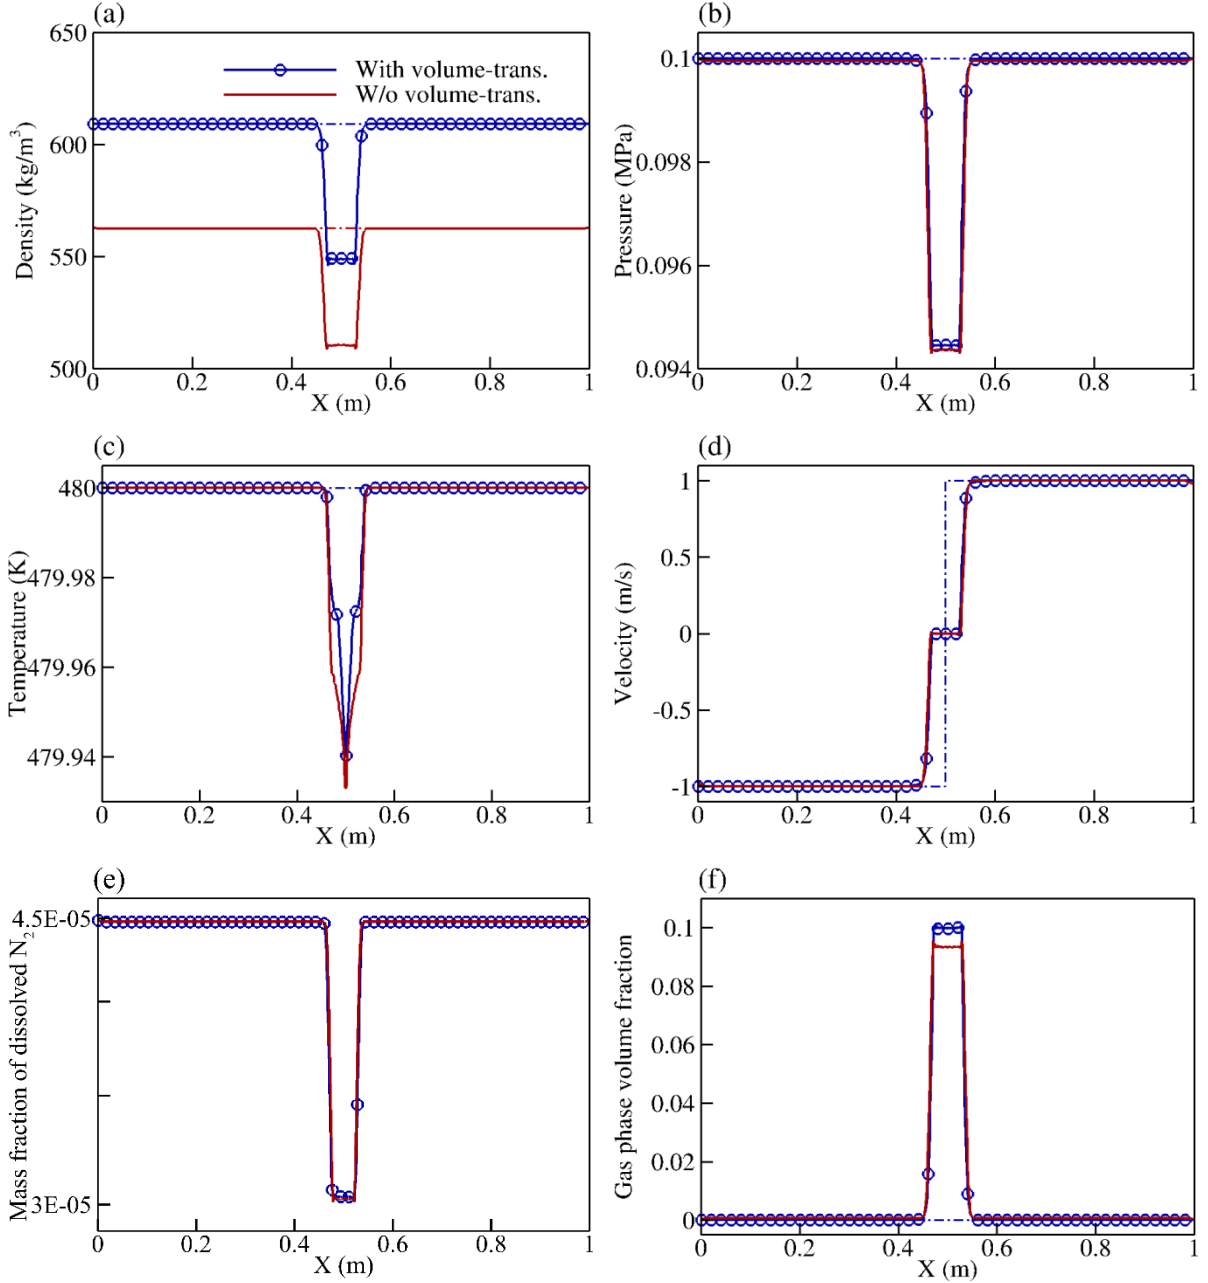 (a)
650
600
550
500
Density (kg/m³)
With volume-trans.
W/o volume-trans.
0 0.2 0.4 0.6 0.8 1
X (m)
(b)
0.1
0.098
0.096
0.094
Pressure (MPa)
0 0.2 0.4 0.6 0.8 1
X (m)
(c)
480
479.98
479.96
479.94
Temperature (K)
0 0.2 0.4 0.6 0.8 1
X (m)
(d)
1
0.5
0
-0.5
-1
Velocity (m/s)
0 0.2 0.4 0.6 0.8 1
X (m)
(e)
4.5E-05
3E-05
Mass fraction of dissolved N₂
0 0.2 0.4 0.6 0.8 1
X (m)
(f)
0.1
0.08
0.06
0.04
0.02
0
Gas phase volume fraction
0 0.2 0.4 0.6 0.8 1
X (m)